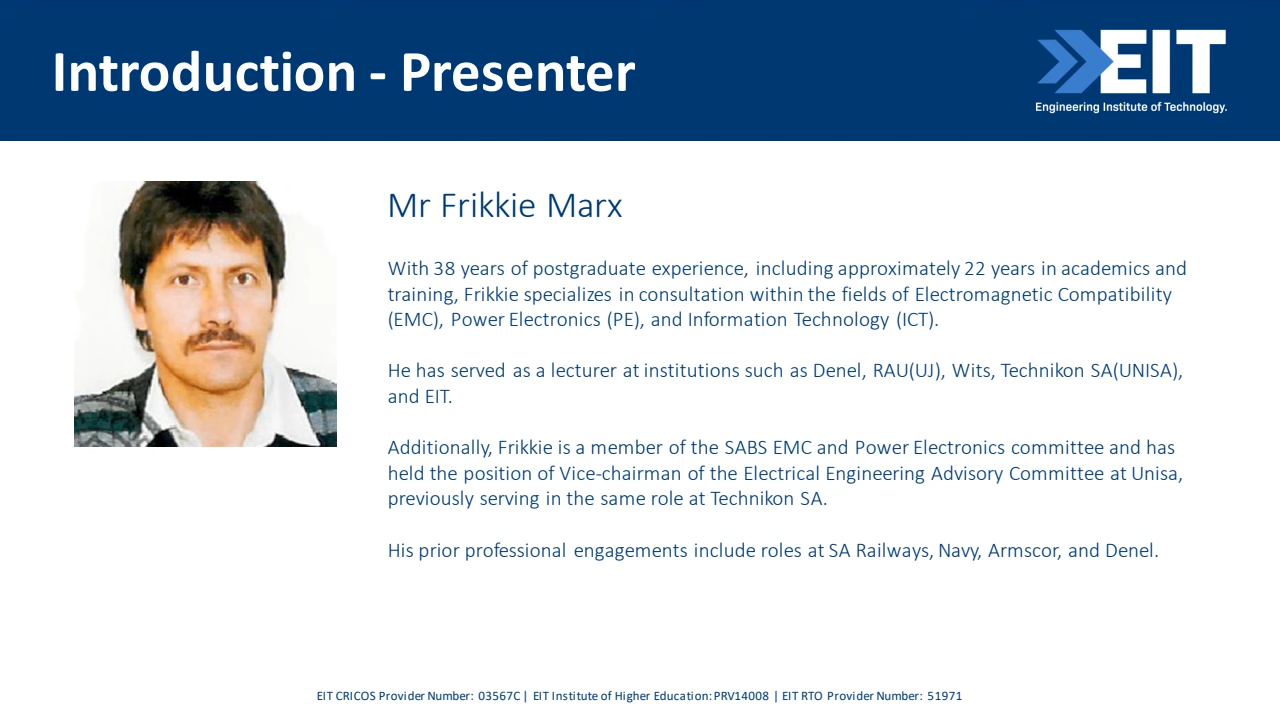 Introduction - Presenter
EIT
Engineering Institute of Technology.
Mr Frikkie Marx
With 38 years of postgraduate experience, including approximately 22 years in academics and
training, Frikkie specializes in consultation within the fields of Electromagnetic Compatibility
(EMC), Power Electronics (PE), and Information Technology (ICT).
He has served as a lecturer at institutions such as Denel, RAU(UJ), Wits, Technikon SA(UNISA),
and EIT.
Additionally, Frikkie is a member of the SABS EMC and Power Electronics committee and has
held the position of Vice-chairman of the Electrical Engineering Advisory Committee at Unisa,
previously serving in the same role at Technikon SA.
His prior professional engagements include roles at SA Railways, Navy, Armscor, and Denel.
EIT CRICOS Provider Number: 03567C | EIT Institute of Higher Education: PRV14008 | EIT RTO Provider Number: 51971